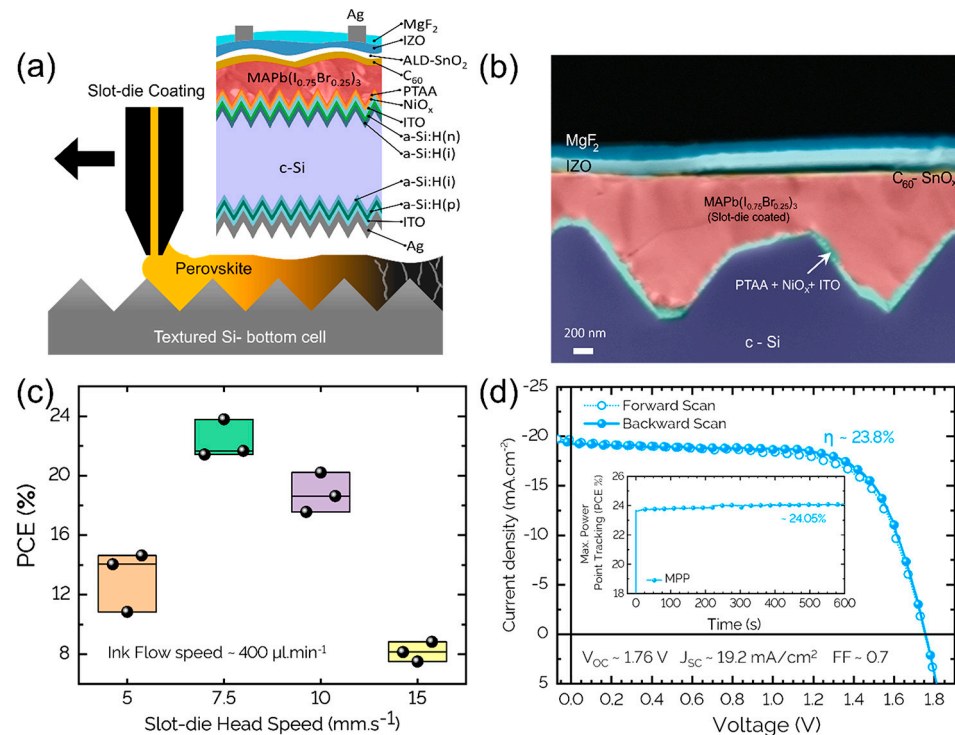 (a)
Ag
MgF₂
IZO
ALD-SnO₂
C₆₀
MAPb(I₀.₇₅Br₀.₂₅)₃
PTAA
NiOₓ
ITO
a-Si:H(n)
a-Si:H(i)
c-Si
a-Si:H(i)
a-Si:H(p)
ITO
Ag
Slot-die Coating
Perovskite
Textured Si- bottom cell
(b)
MgF₂
IZO
C₆₀- SnOₓ
MAPb(I₀.₇₅Br₀.₂₅)₃
(Slot-die coated)
PTAA + NiOₓ+ ITO
200 nm
c - Si
(c)
PCE (%)
24
20
16
12
8
Ink Flow speed ~ 400 µl.min⁻¹
5 7.5 10 15
Slot-die Head Speed (mm.s⁻¹)
(d)
Current density (mA.cm⁻²)
-25
-20
-15
-10
-5
0
5
Forward Scan
Backward Scan
η ~ 23.8%
Max. Power
Point Tracking (PCE %)
26
24
22
20
18
~ 24.05%
MPP
0 100 200 300 400 500 600
Time (s)
V_OC ~ 1.76 V J_SC ~ 19.2 mA/cm² FF ~ 0.7
0.0 0.2 0.4 0.6 0.8 1.0 1.2 1.4 1.6 1.8
Voltage (V)